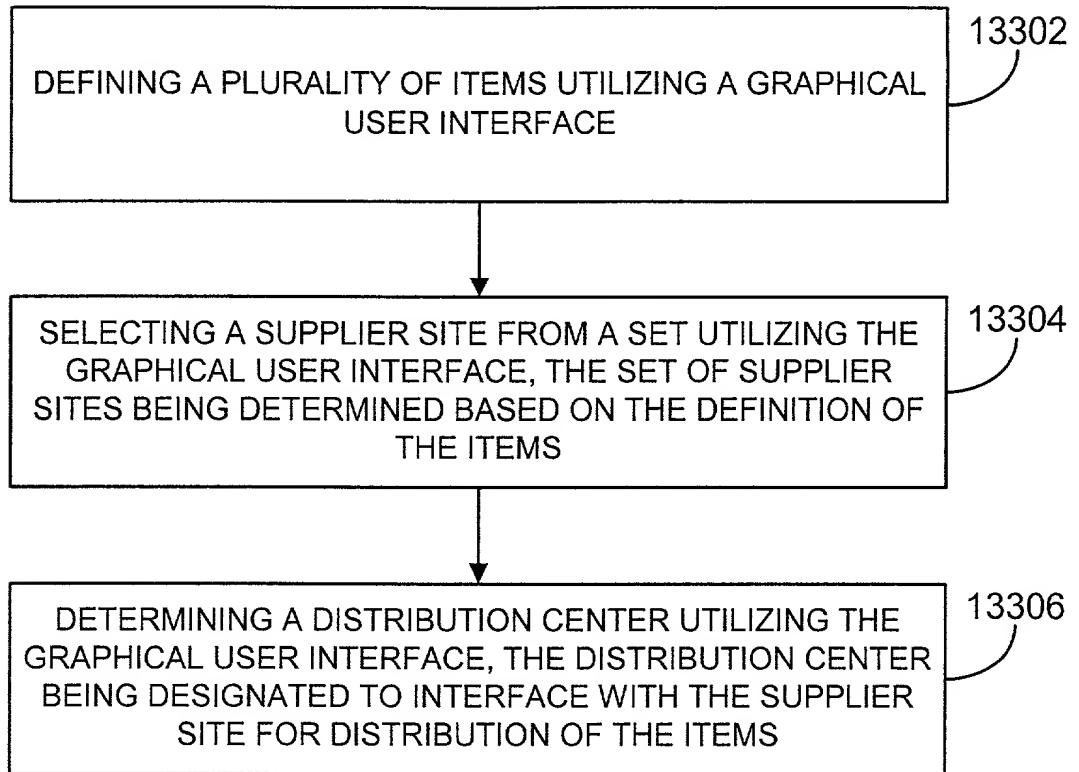 13302
DEFINING A PLURALITY OF ITEMS UTILIZING A GRAPHICAL
USER INTERFACE
13304
SELECTING A SUPPLIER SITE FROM A SET UTILIZING THE
GRAPHICAL USER INTERFACE, THE SET OF SUPPLIER
SITES BEING DETERMINED BASED ON THE DEFINITION OF
THE ITEMS
13306
DETERMINING A DISTRIBUTION CENTER UTILIZING THE
GRAPHICAL USER INTERFACE, THE DISTRIBUTION CENTER
BEING DESIGNATED TO INTERFACE WITH THE SUPPLIER
SITE FOR DISTRIBUTION OF THE ITEMS